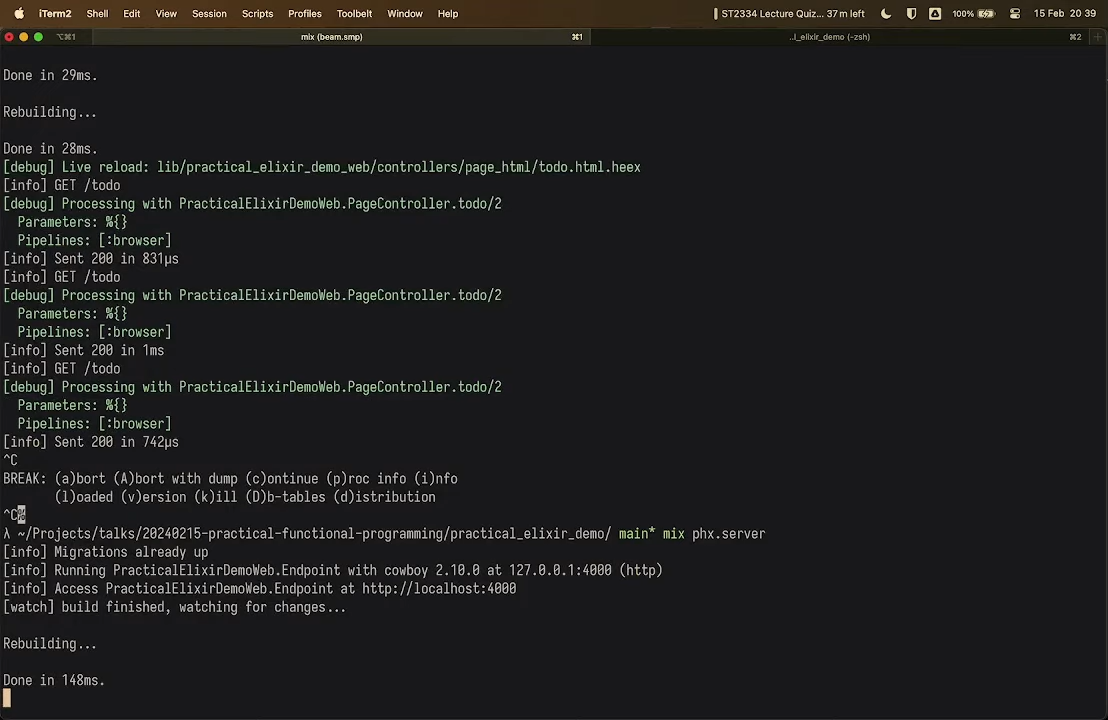 iTerm2 Shell Edit View Session Scripts Profiles Toolbelt Window Help ST2334 Lecture Quiz... 37m left 100% 15 Feb 20 39
⌥⌘1 mix (beam.smp) ⌘1 ..l_elixir_demo (-zsh) ⌘2
Done in 29ms.
Rebuilding...
Done in 28ms.
[debug] Live reload: lib/practical_elixir_demo_web/controllers/page_html/todo.html.heex
[info] GET /todo
[debug] Processing with PracticalElixirDemoWeb.PageController.todo/2
Parameters: %{}
Pipelines: [:browser]
[info] Sent 200 in 831µs
[info] GET /todo
[debug] Processing with PracticalElixirDemoWeb.PageController.todo/2
Parameters: %{}
Pipelines: [:browser]
[info] Sent 200 in 1ms
[info] GET /todo
[debug] Processing with PracticalElixirDemoWeb.PageController.todo/2
Parameters: %{}
Pipelines: [:browser]
[info] Sent 200 in 742µs
^C
BREAK: (a)bort (A)bort with dump (c)ontinue (p)roc info (i)nfo
(l)oaded (v)ersion (k)ill (D)b-tables (d)istribution
^C%
λ ~/Projects/talks/20240215-practical-functional-programming/practical_elixir_demo/ main* mix phx.server
[info] Migrations already up
[info] Running PracticalElixirDemoWeb.Endpoint with cowboy 2.10.0 at 127.0.0.1:4000 (http)
[info] Access PracticalElixirDemoWeb.Endpoint at http://localhost:4000
[watch] build finished, watching for changes...
Rebuilding...
Done in 148ms.